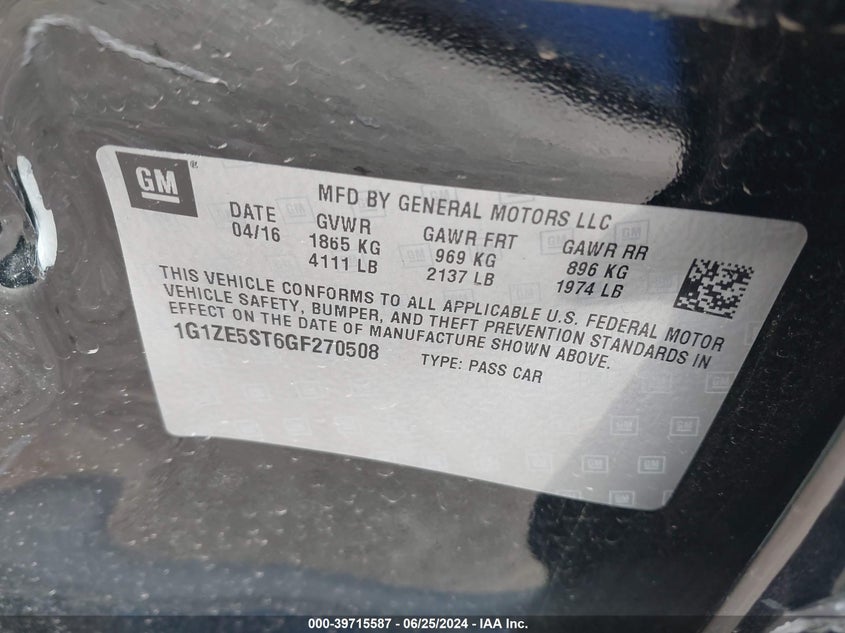 GM
MFD BY GENERAL MOTORS LLC
DATE GVWR GAWR FRT GAWR RR
04/16 1865 KG 969 KG 896 KG
4111 LB 2137 LB 1974 LB
THIS VEHICLE CONFORMS TO ALL APPLICABLE U.S. FEDERAL MOTOR
VEHICLE SAFETY, BUMPER, AND THEFT PREVENTION STANDARDS IN
EFFECT ON THE DATE OF MANUFACTURE SHOWN ABOVE.
1G1ZE5ST6GF270508 TYPE: PASS CAR
000-39715587 - 06/25/2024 - IAA Inc.